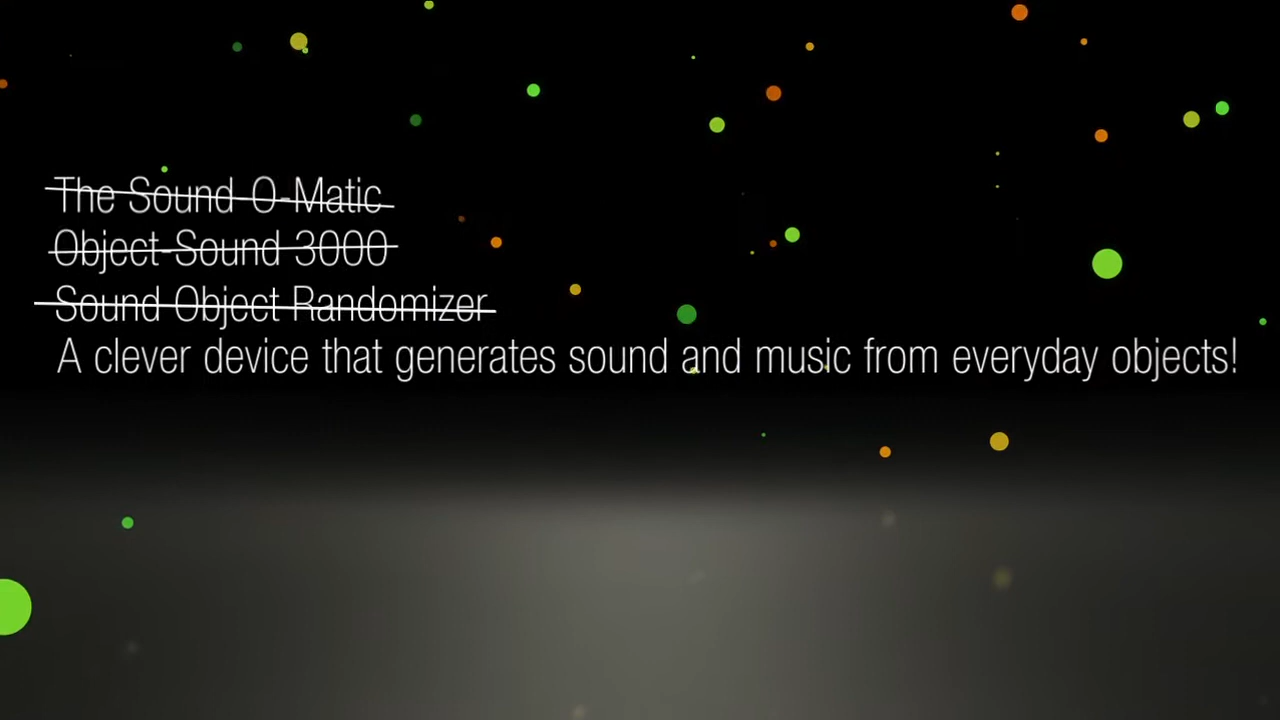 The Sound-O-Matic
Object-Sound 3000
Sound Object Randomizer
A clever device that generates sound and music from everyday objects!